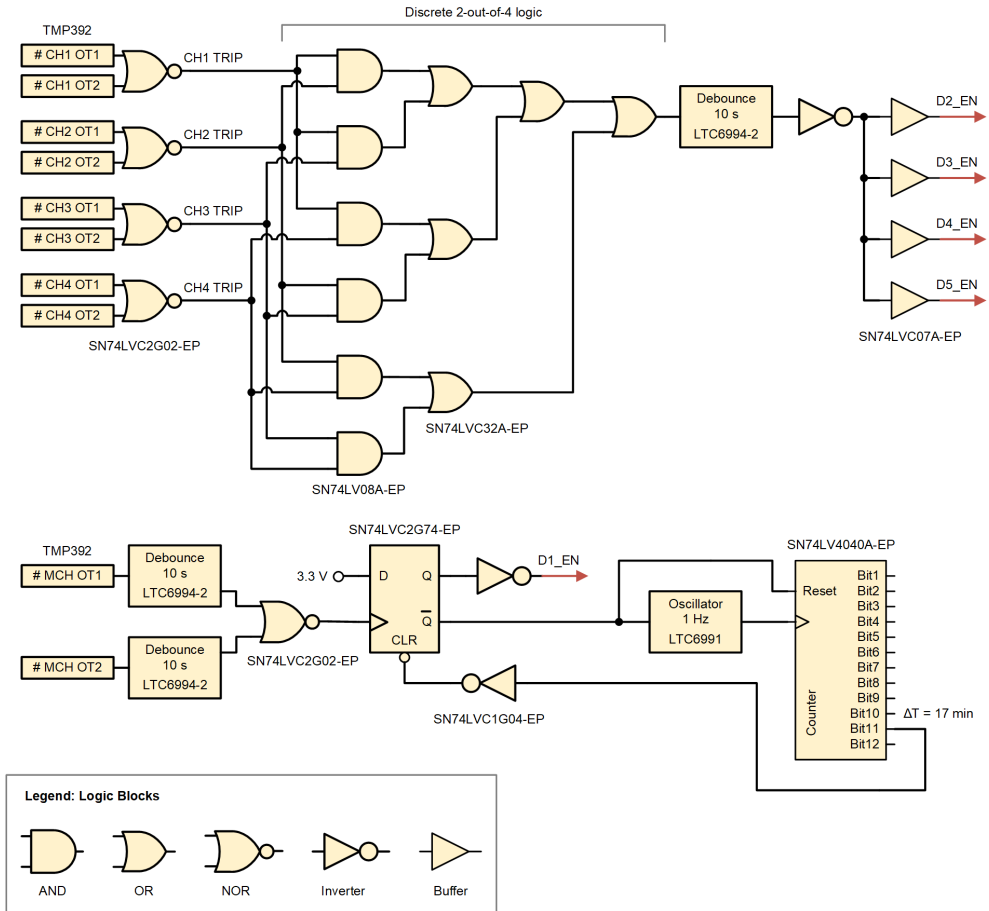 Discrete 2-out-of-4 logic
TMP392
# CH1 OT1
# CH1 OT2
CH1 TRIP
# CH2 OT1
# CH2 OT2
CH2 TRIP
# CH3 OT1
# CH3 OT2
CH3 TRIP
# CH4 OT1
# CH4 OT2
CH4 TRIP
SN74LVC2G02-EP
SN74LV08A-EP
SN74LVC32A-EP
Debounce
10 s
LTC6994-2
D2_EN
D3_EN
D4_EN
D5_EN
SN74LVC07A-EP
TMP392
# MCH OT1
Debounce
10 s
LTC6994-2
# MCH OT2
Debounce
10 s
LTC6994-2
SN74LVC2G02-EP
SN74LVC2G74-EP
3.3 V
D
Q
Q̅
CLR
D1_EN
SN74LVC1G04-EP
Oscillator
1 Hz
LTC6991
SN74LV4040A-EP
Reset
Counter
Bit1
Bit2
Bit3
Bit4
Bit5
Bit6
Bit7
Bit8
Bit9
Bit10
Bit11
Bit12
ΔT = 17 min
Legend: Logic Blocks
AND
OR
NOR
Inverter
Buffer